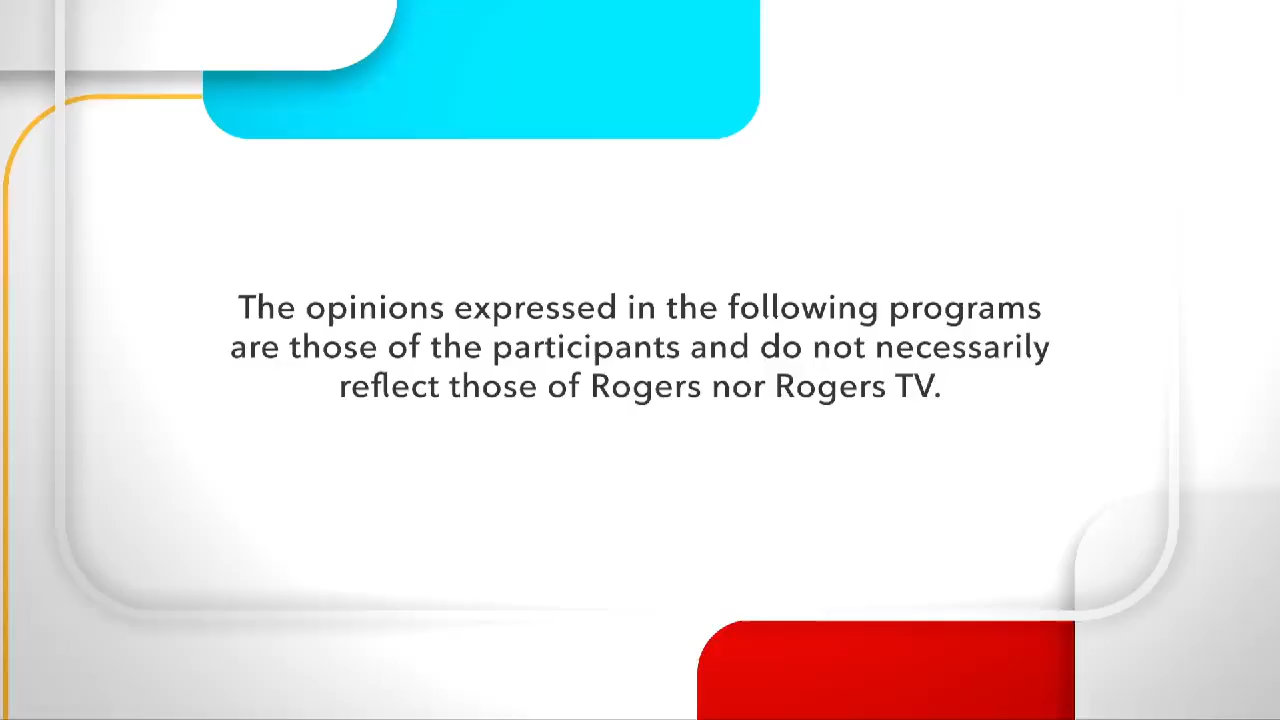 The opinions expressed in the following programs
are those of the participants and do not necessarily
reflect those of Rogers nor Rogers TV.